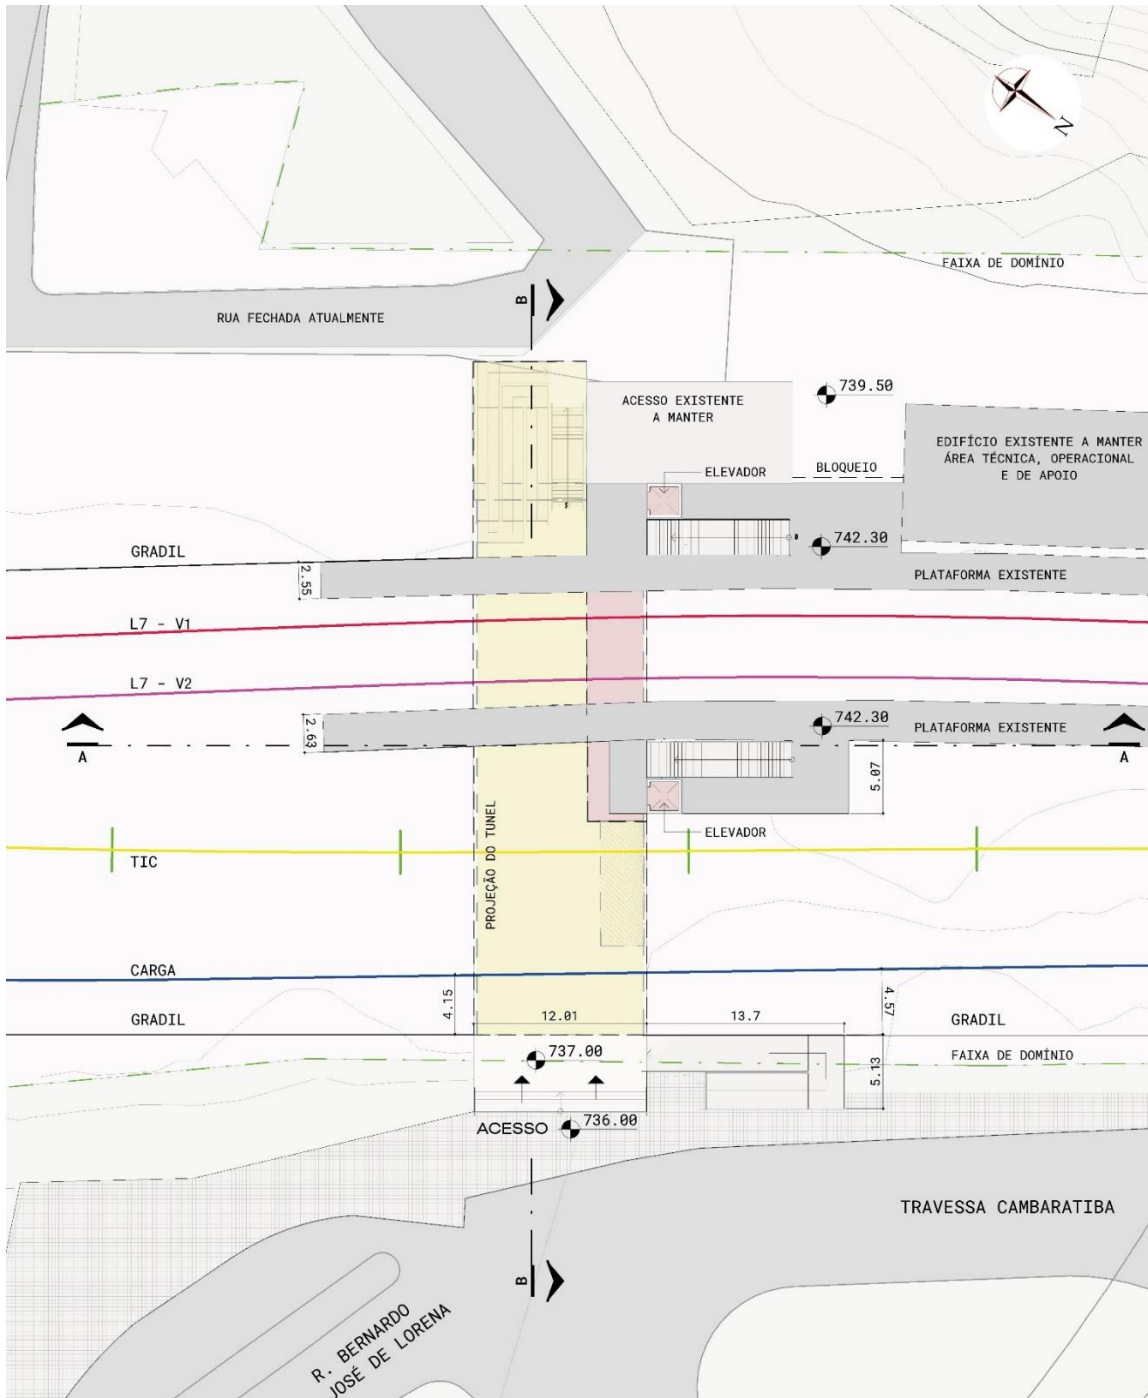 N
FAIXA DE DOMÍNIO
B
RUA FECHADA ATUALMENTE
739.50
ACESSO EXISTENTE
A MANTER
EDIFÍCIO EXISTENTE A MANTER
ÁREA TÉCNICA, OPERACIONAL
E DE APOIO
ELEVADOR
BLOQUEIO
GRADIL
742.30
2.55
PLATAFORMA EXISTENTE
L7 - V1
L7 - V2
2.63
742.30
PLATAFORMA EXISTENTE
A
A
5.07
PROJEÇÃO DO TUNEL
ELEVADOR
TIC
CARGA
4.15
4.57
GRADIL
12.01
13.7
GRADIL
737.00
FAIXA DE DOMÍNIO
5.13
ACESSO
736.00
TRAVESSA CAMBARATIBA
B
R. BERNARDO
JOSÉ DE LORENA